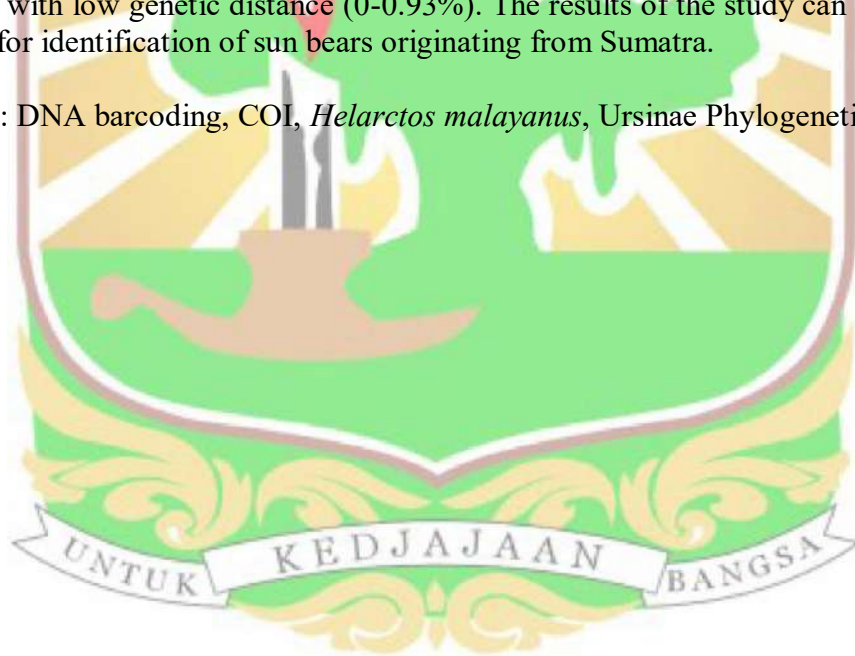 with low genetic distance (0-0.93%). The results of the study can
for identification of sun bears originating from Sumatra.
: DNA barcoding, COI, Helarctos malayanus, Ursinae Phylogeneti
UNTUK KEDJAJAAN BANGSA